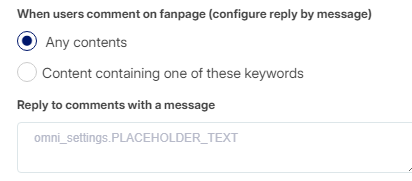 When users comment on fanpage (configure reply by message)
Any contents
Content containing one of these keywords
Reply to comments with a message
omni_settings.PLACEHOLDER_TEXT